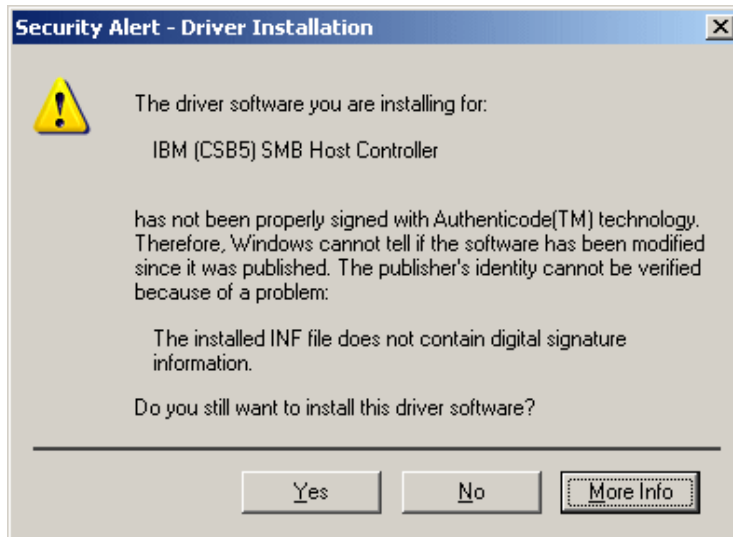 Security Alert - Driver Installation
The driver software you are installing for:
IBM (CSB5) SMB Host Controller
has not been properly signed with Authenticode(TM) technology.
Therefore, Windows cannot tell if the software has been modified
since it was published. The publisher's identity cannot be verified
because of a problem:
The installed INF file does not contain digital signature
information.
Do you still want to install this driver software?
Yes No More Info